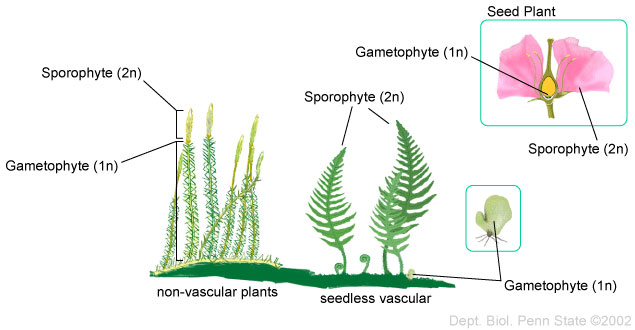 Seed Plant
Gametophyte (1n)
Sporophyte (2n)
Sporophyte (2n)
Gametophyte (1n)
Sporophyte (2n)
Gametophyte (1n)
non-vascular plants
seedless vascular
Dept. Biol. Penn State ©2002